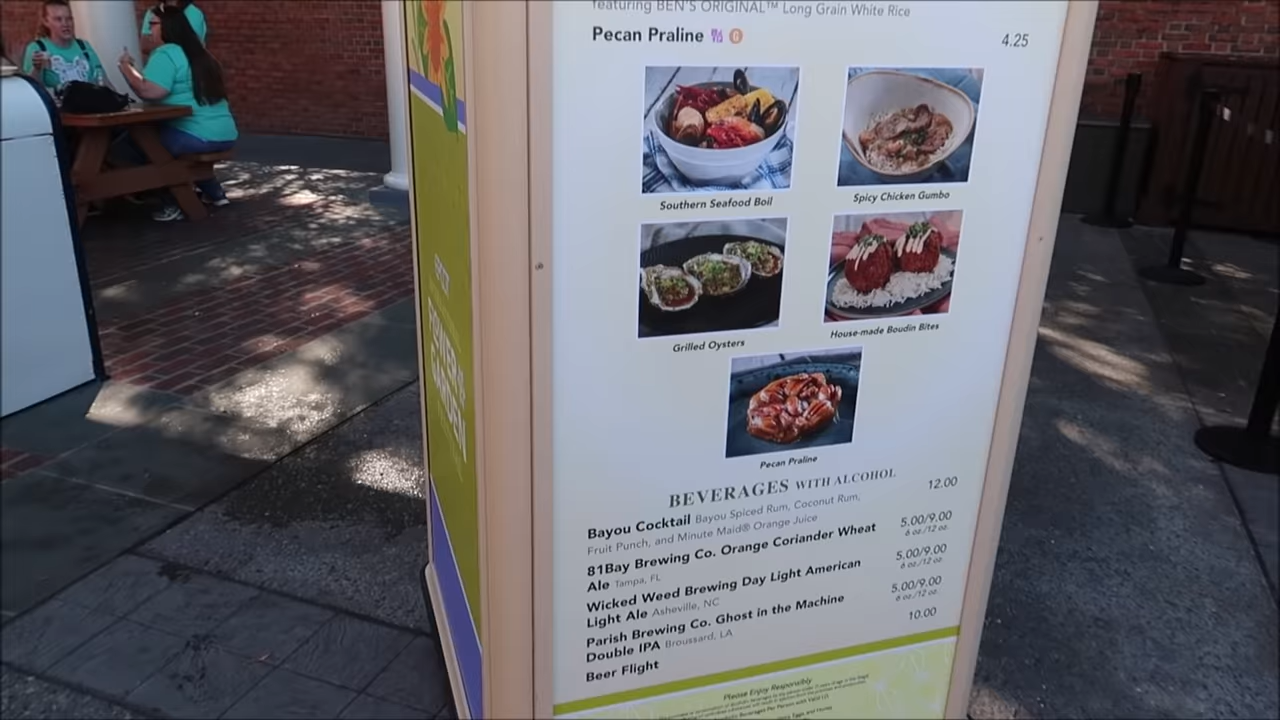 featuring BEN'S ORIGINAL™ Long Grain White Rice
Pecan Praline 4.25
Southern Seafood Boil
Spicy Chicken Gumbo
Grilled Oysters
House-made Boudin Bites
Pecan Praline
BEVERAGES WITH ALCOHOL
Bayou Cocktail Bayou Spiced Rum, Coconut Rum, 12.00
Fruit Punch, and Minute Maid® Orange Juice
81Bay Brewing Co. Orange Coriander Wheat 5.00/9.00
Ale Tampa, FL 6 oz./12 oz.
Wicked Weed Brewing Day Light American 5.00/9.00
Light Ale Asheville, NC 6 oz./12 oz.
Parish Brewing Co. Ghost in the Machine 5.00/9.00
Double IPA Broussard, LA 6 oz./12 oz.
Beer Flight 10.00
Please Enjoy Responsibly
EPCOT
FLOWER &
GARDEN